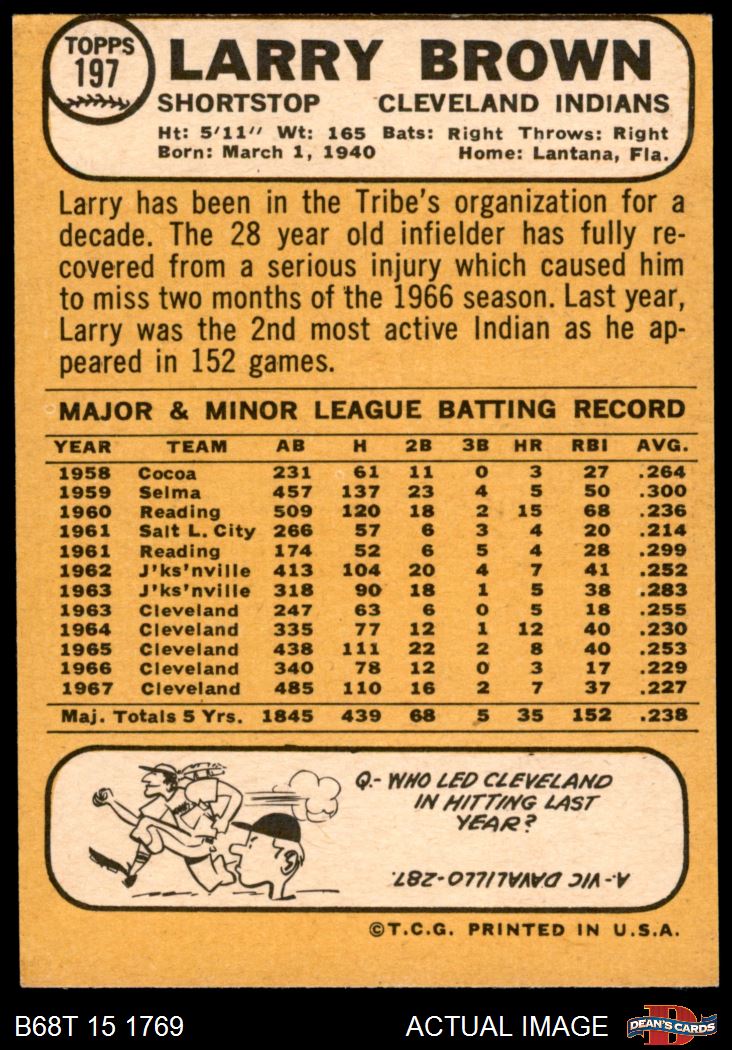 TOPPS
197
LARRY BROWN
SHORTSTOP CLEVELAND INDIANS
Ht: 5'11" Wt: 165 Bats: Right Throws: Right
Born: March 1, 1940 Home: Lantana, Fla.
Larry has been in the Tribe's organization for a
decade. The 28 year old infielder has fully re-
covered from a serious injury which caused him
to miss two months of the 1966 season. Last year,
Larry was the 2nd most active Indian as he ap-
peared in 152 games.
MAJOR & MINOR LEAGUE BATTING RECORD
YEAR TEAM AB H 2B 3B HR RBI AVG.
1958 Cocoa 231 61 11 0 3 27 .264
1959 Selma 457 137 23 4 5 50 .300
1960 Reading 509 120 18 2 15 68 .236
1961 Salt L. City 266 57 6 3 4 20 .214
1961 Reading 174 52 6 5 4 28 .299
1962 J'ks'nville 413 104 20 4 7 41 .252
1963 J'ks'nville 318 90 18 1 5 38 .283
1963 Cleveland 247 63 6 0 5 18 .255
1964 Cleveland 335 77 12 1 12 40 .230
1965 Cleveland 438 111 22 2 8 40 .253
1966 Cleveland 340 78 12 0 3 17 .229
1967 Cleveland 485 110 16 2 7 37 .227
Maj. Totals 5 Yrs. 1845 439 68 5 35 152 .238
Q.- WHO LED CLEVELAND
IN HITTING LAST
YEAR?
A.- VIC DAVALILLO-.287.
©T.C.G. PRINTED IN U.S.A.
B68T 15 1769 ACTUAL IMAGE D DEAN'S CARDS